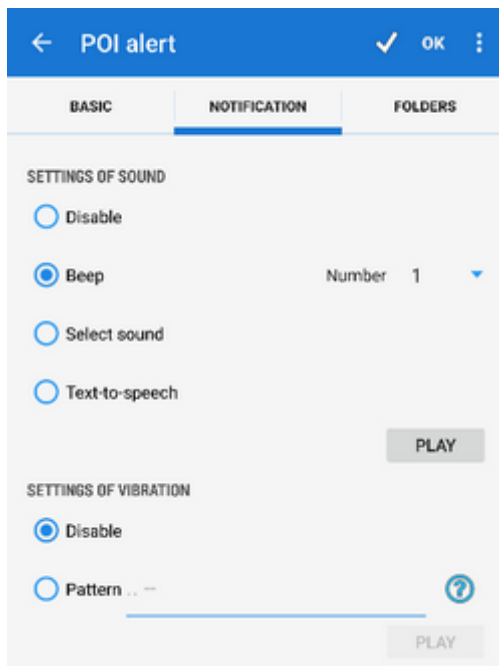 POI alert OK
BASIC NOTIFICATION FOLDERS
SETTINGS OF SOUND
Disable
Beep Number 1
Select sound
Text-to-speech
PLAY
SETTINGS OF VIBRATION
Disable
Pattern .. – ?
PLAY